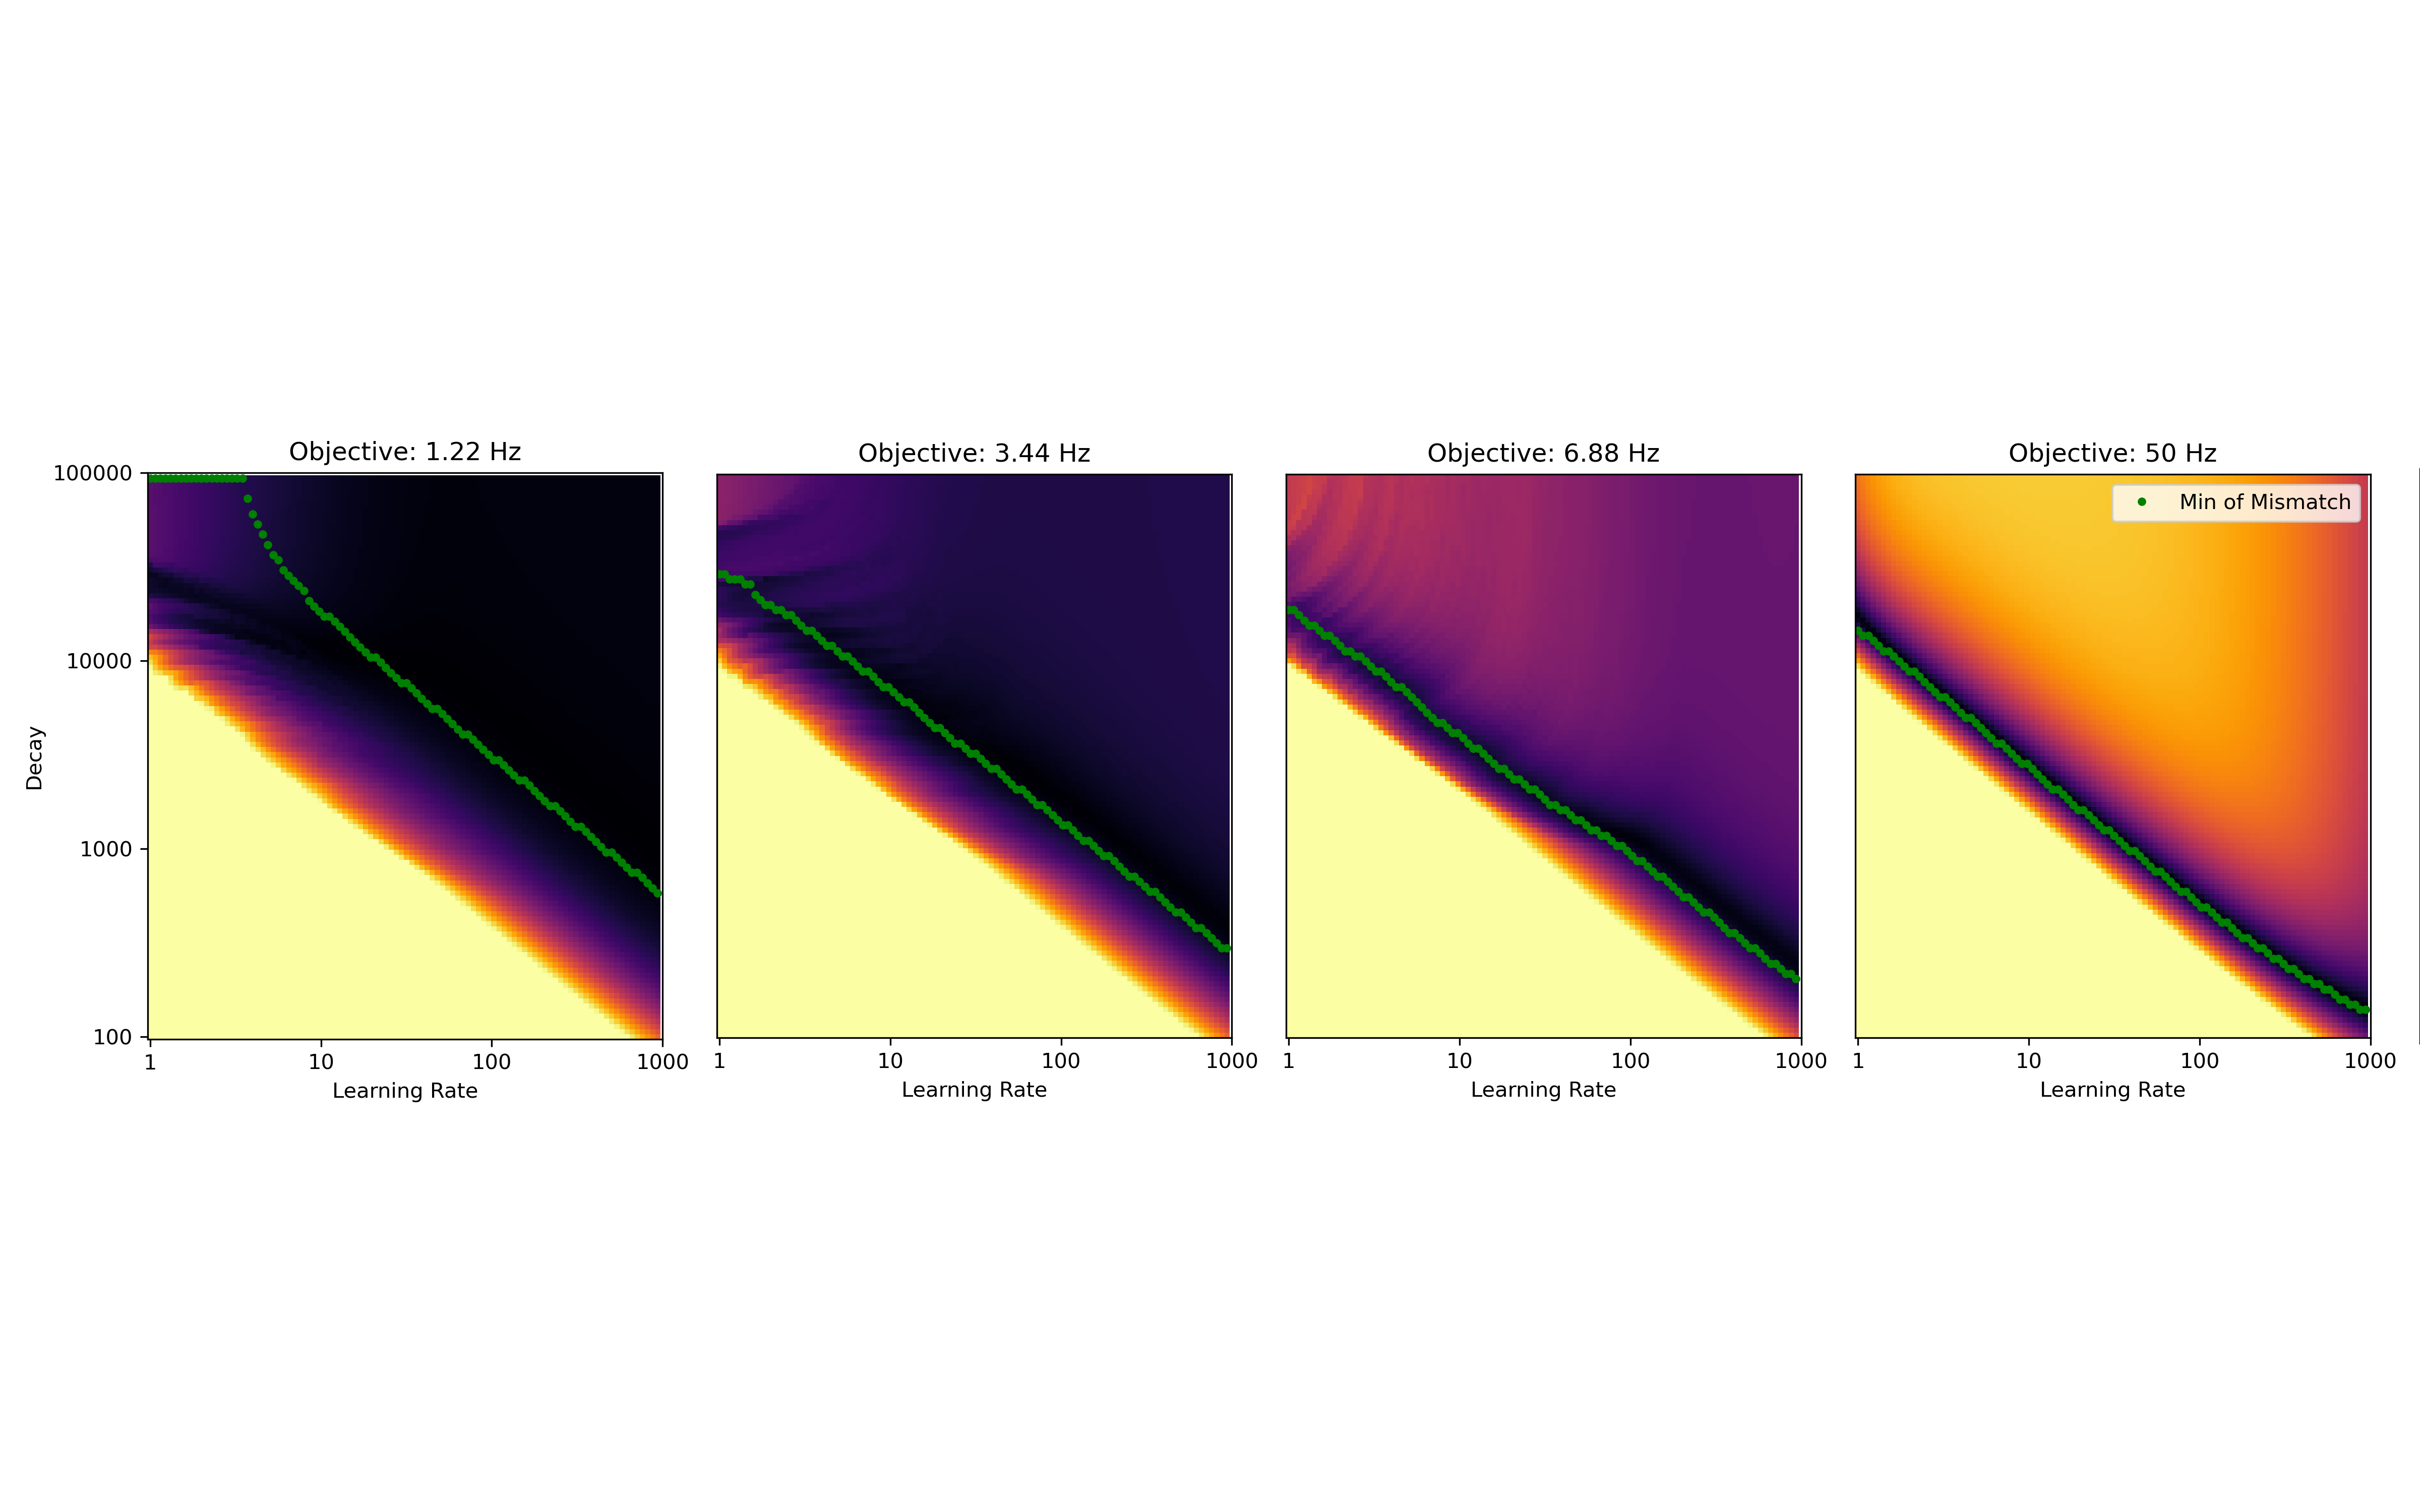 Objective: 1.22 Hz
Objective: 3.44 Hz
Objective: 6.88 Hz
Objective: 50 Hz
Min of Mismatch
Decay
100000
10000
1000
100
1 10 100 1000
1 10 100 1000
1 10 100 1000
1 10 100 1000
Learning Rate
Learning Rate
Learning Rate
Learning Rate